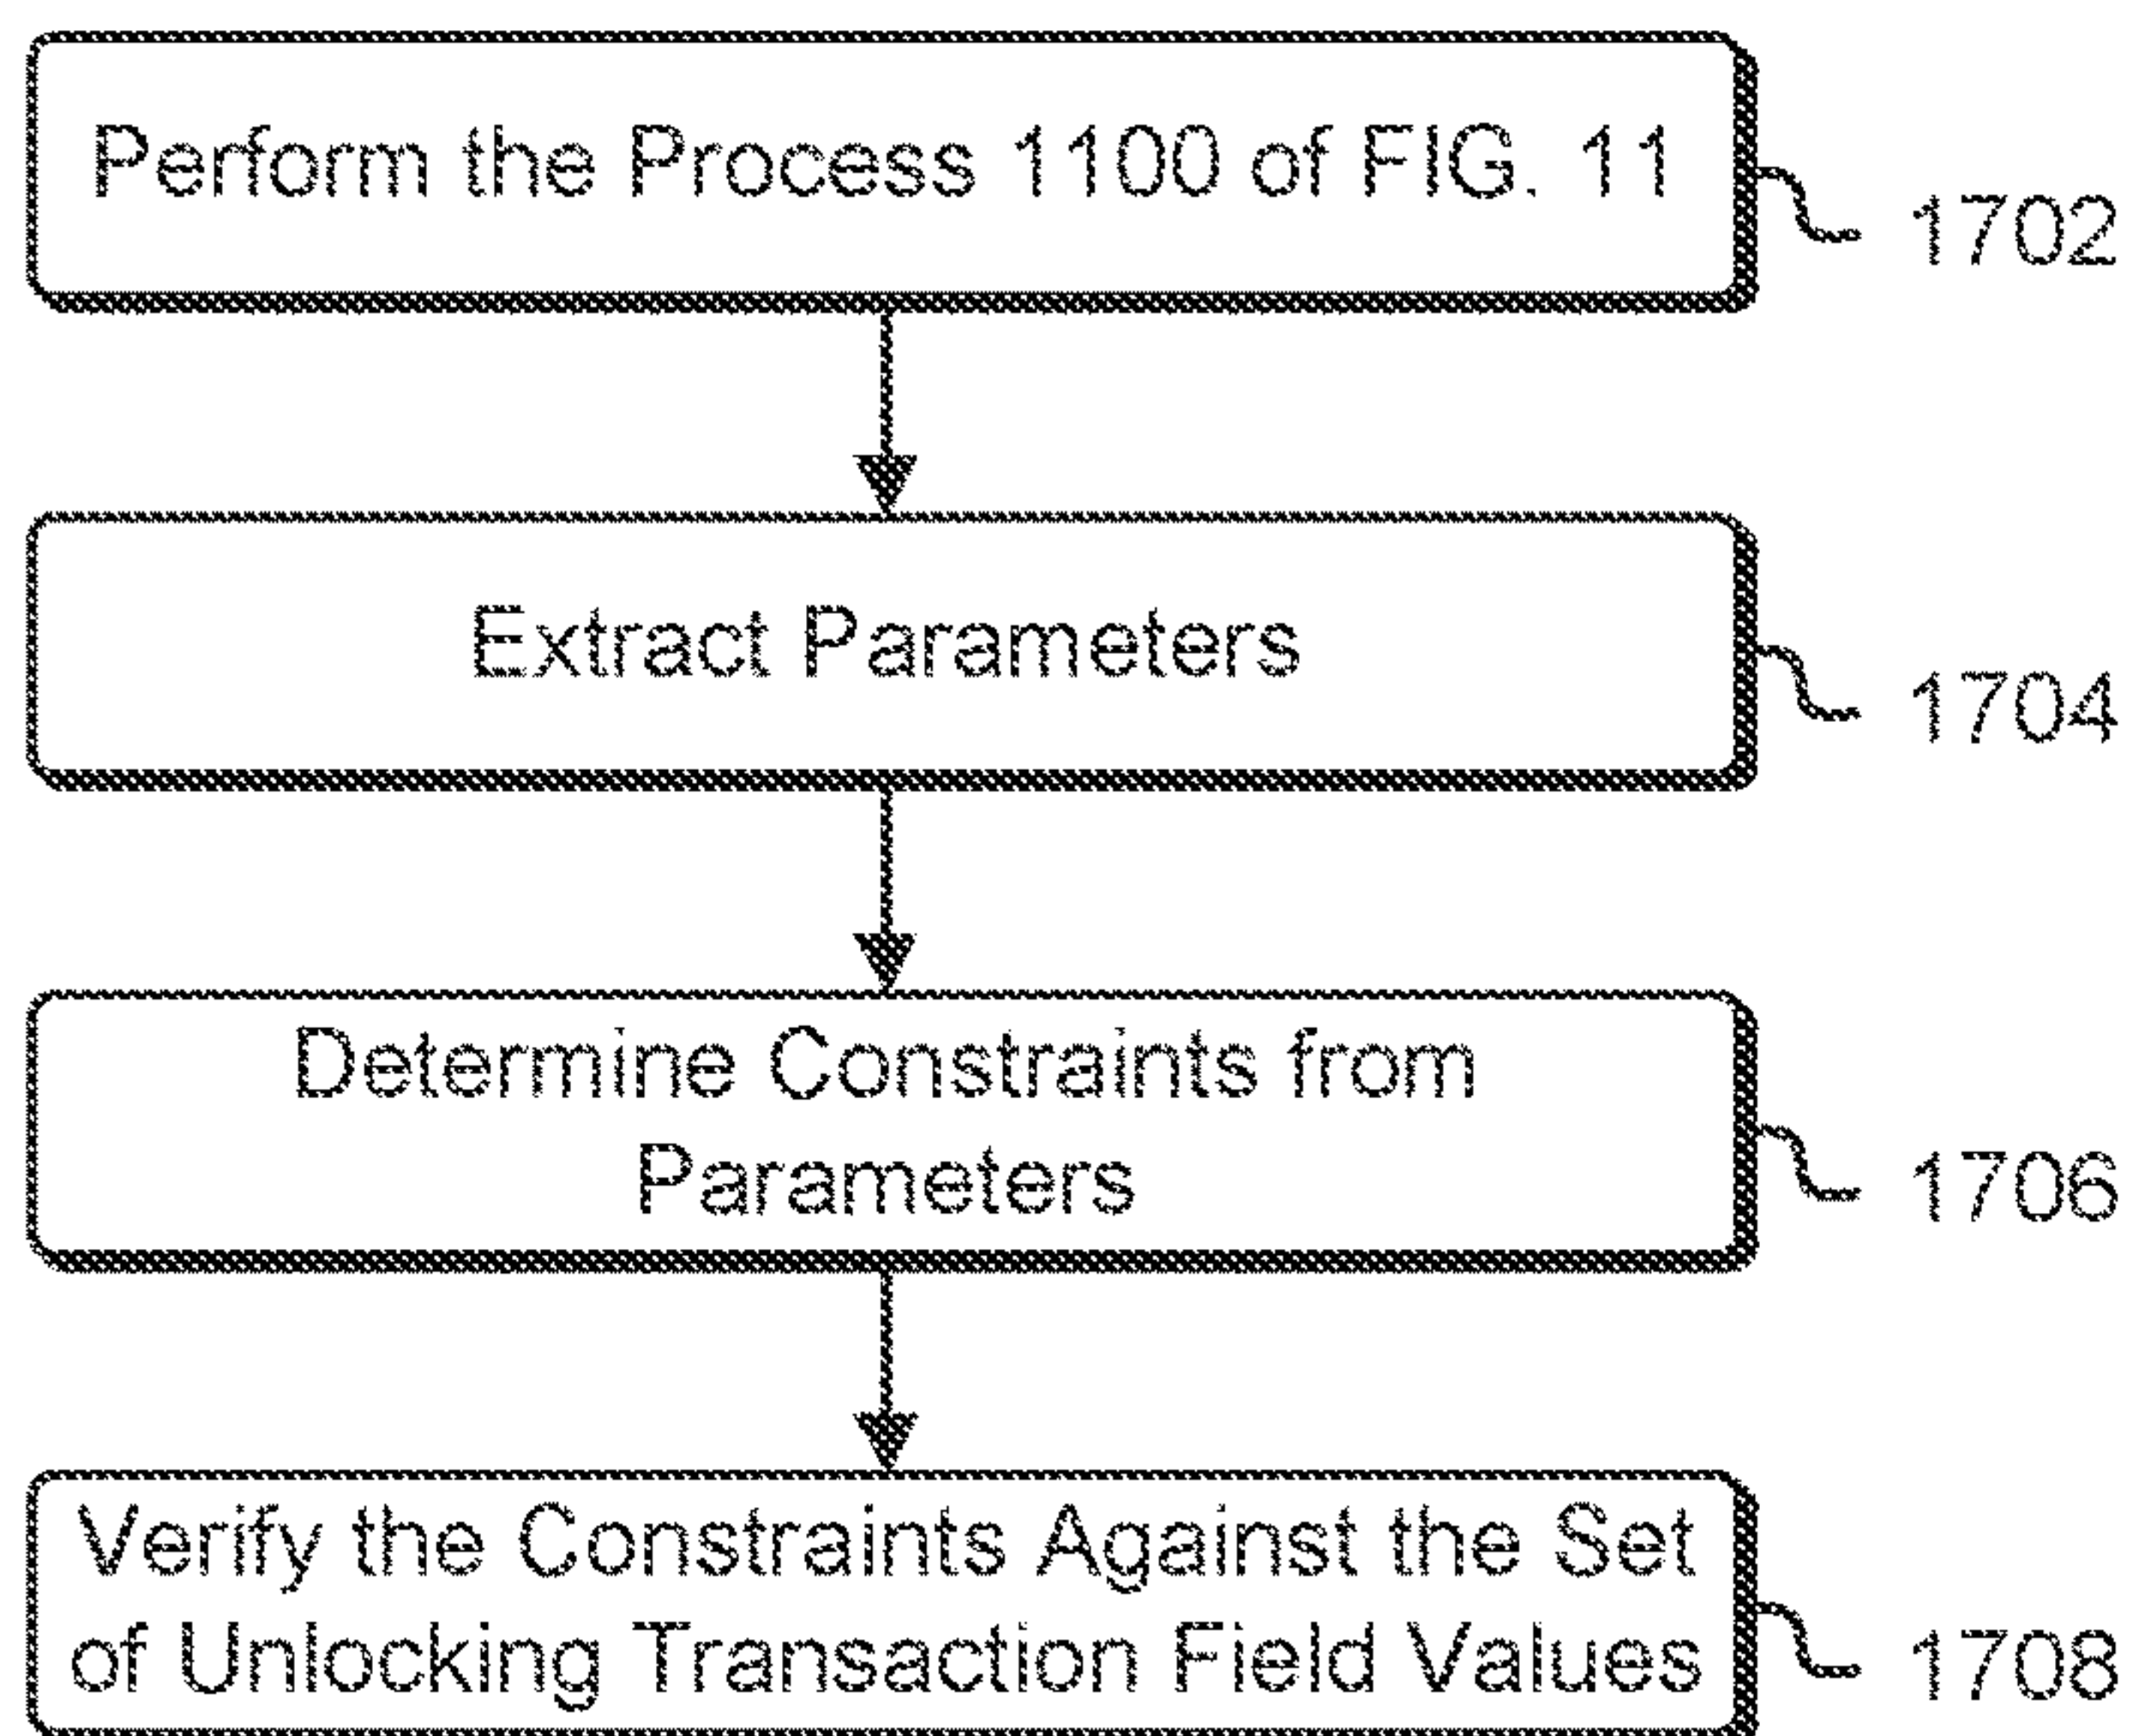 Perform the Process 1100 of FIG. 11
1702
Extract Parameters
1704
Determine Constraints from
Parameters
1706
Verify the Constraints Against the Set
of Unlocking Transaction Field Values
1708